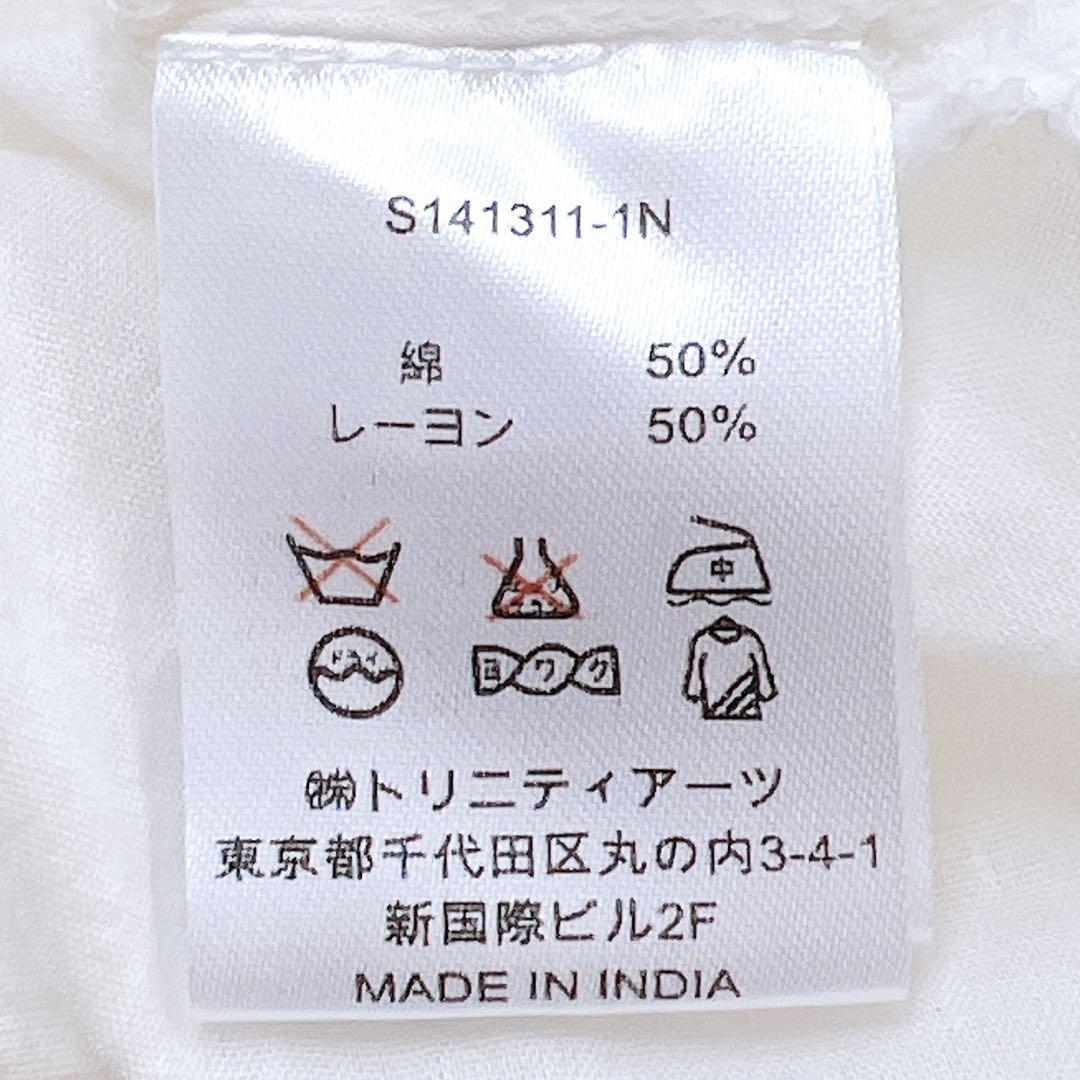 S141311-1N
綿 50%
レーヨン 50%
中
ドライ
ヨワク
㈱トリニティアーツ
東京都千代田区丸の内3-4-1
新国際ビル2F
MADE IN INDIA